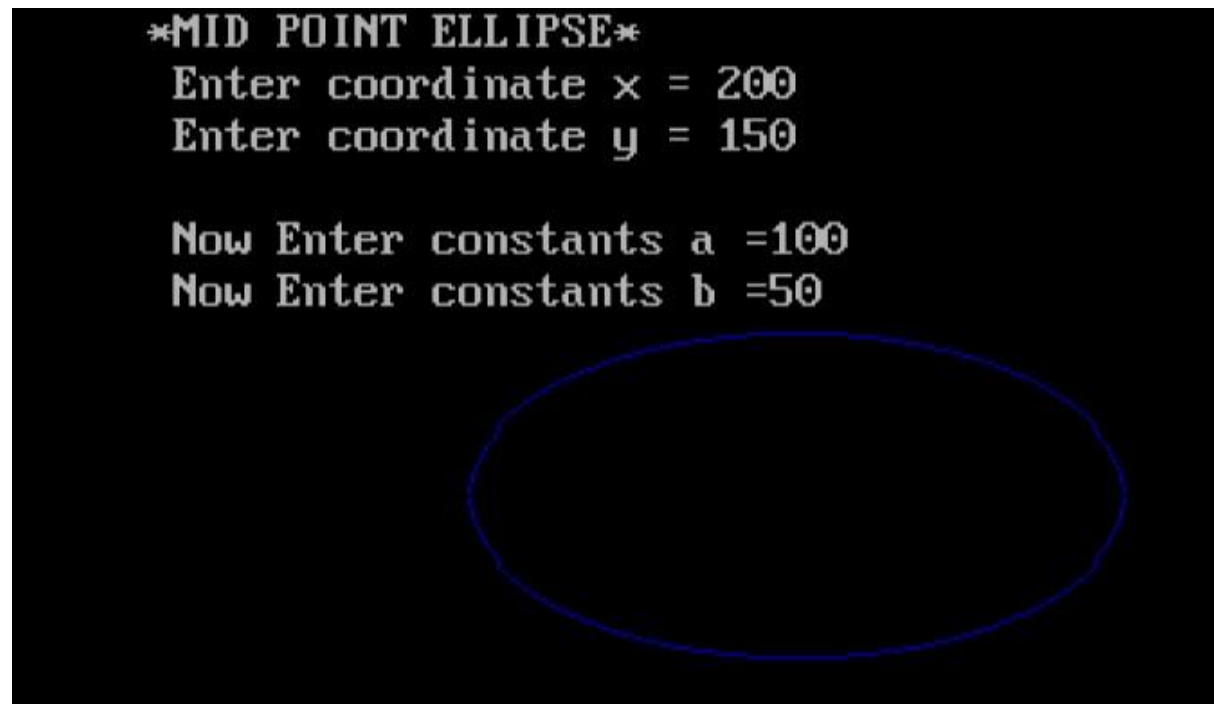 *MID POINT ELLIPSE*
Enter coordinate x = 200
Enter coordinate y = 150
Now Enter constants a =100
Now Enter constants b =50